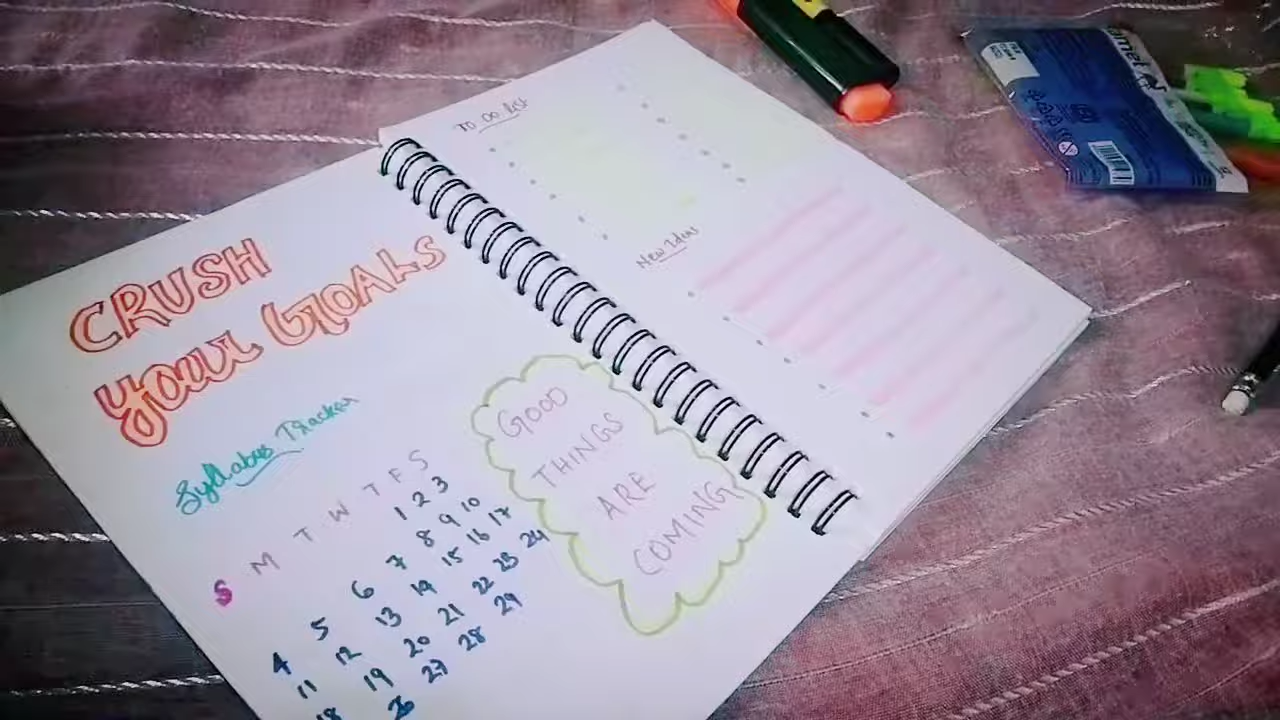 CRUSH
YOUR GOALS
Syllabus Tracker
S M T W T F S
1 2 3
4 5 6 7 8 9 10
11 12 13 14 15 16 17
18 19 20 21 22 23 24
26 27 28 29
GOOD
THINGS
ARE
COMING
TO DO LIST
New Ideas